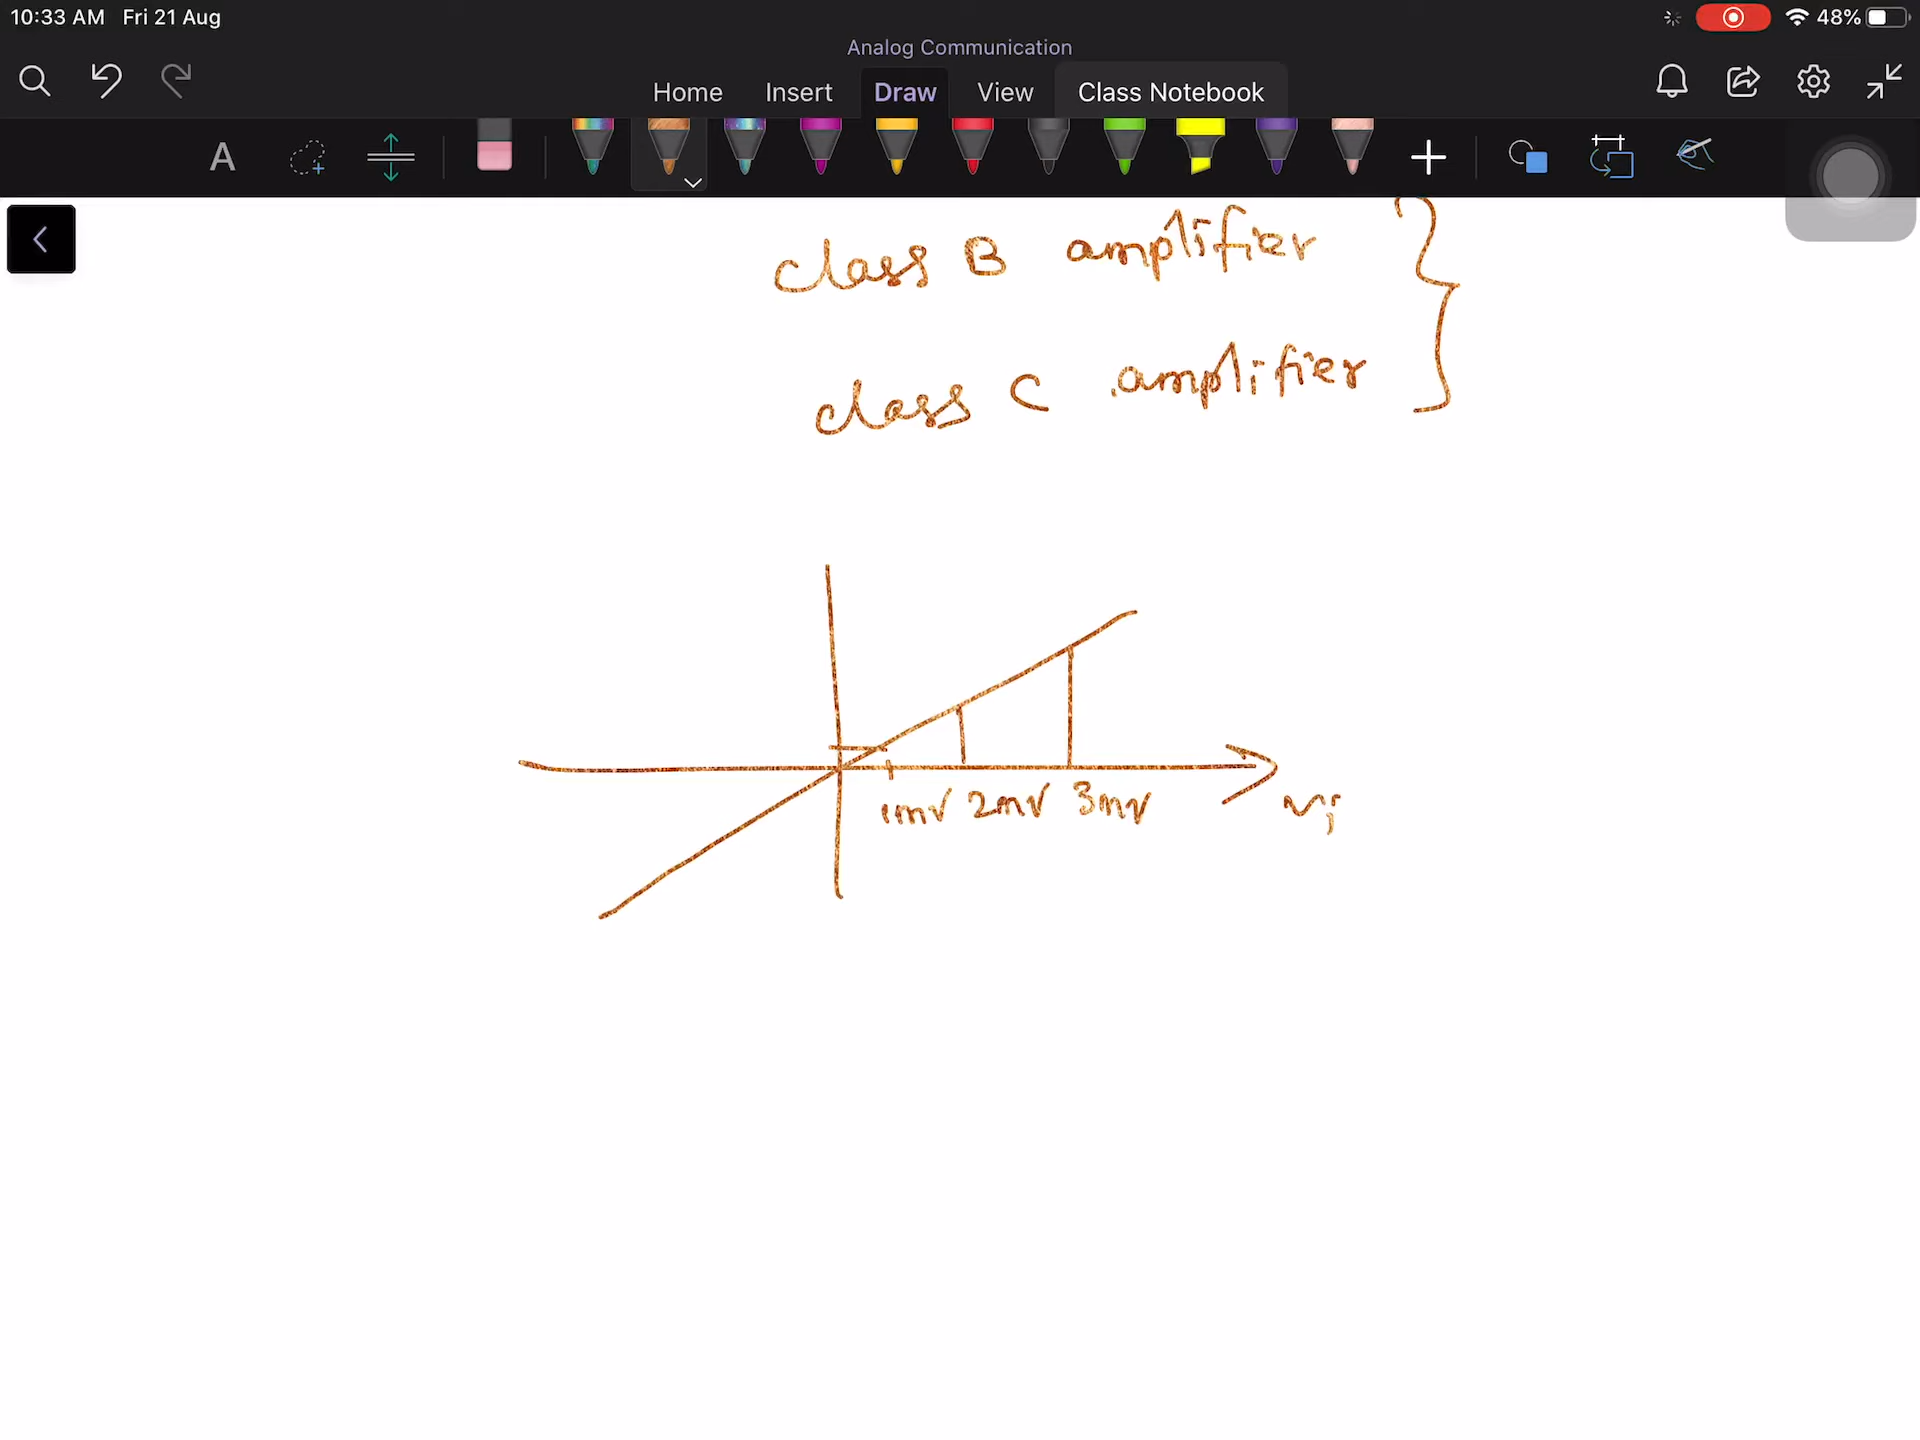 10:33 AM Fri 21 Aug
48%
Analog Communication
Home Insert Draw View Class Notebook
A
class B amplifier
class C amplifier
1mV 2mV 3mV
Vi